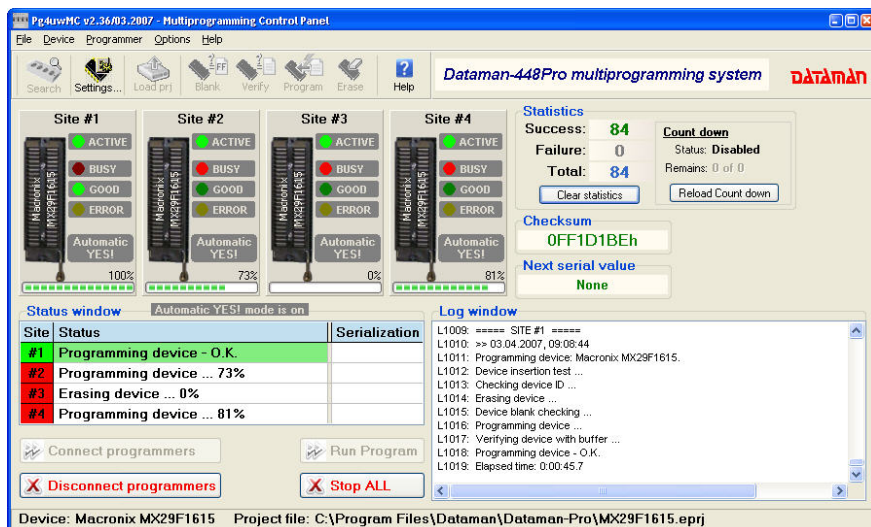 Pg4uwMC v2.36/03.2007 - Multiprogramming Control Panel
File Device Programmer Options Help
Search Settings... Load prj Blank Verify Program Erase Help
Dataman-448Pro multiprogramming system
DATAMAN
Site #1 Site #2 Site #3 Site #4
ACTIVE ACTIVE ACTIVE ACTIVE
BUSY BUSY BUSY BUSY
GOOD GOOD GOOD GOOD
ERROR ERROR ERROR ERROR
Macronix MX29F1615 Macronix MX29F1615 Macronix MX29F1615 Macronix MX29F1615
Automatic YES! Automatic YES! Automatic YES! Automatic YES!
100% 73% 0% 81%
Statistics
Success: 84
Failure: 0
Total: 84
Clear statistics
Count down
Status: Disabled
Remains: 0 of 0
Reload Count down
Checksum
0FF1D1BEh
Next serial value
None
Status window Automatic YES! mode is on
Site Status Serialization
#1 Programming device - O.K.
#2 Programming device ... 73%
#3 Erasing device ... 0%
#4 Programming device ... 81%
Connect programmers Run Program
Disconnect programmers Stop ALL
Log window
L1009: ===== SITE #1 =====
L1010: >> 03.04.2007, 09:08:44
L1011: Programming device: Macronix MX29F1615.
L1012: Device insertion test ...
L1013: Checking device ID ...
L1014: Erasing device ...
L1015: Device blank checking ...
L1016: Programming device ...
L1017: Verifying device with buffer ...
L1018: Programming device - O.K.
L1019: Elapsed time: 0:00:45.7
Device: Macronix MX29F1615 Project file: C:\Program Files\Dataman\Dataman-Pro\MX29F1615.eprj